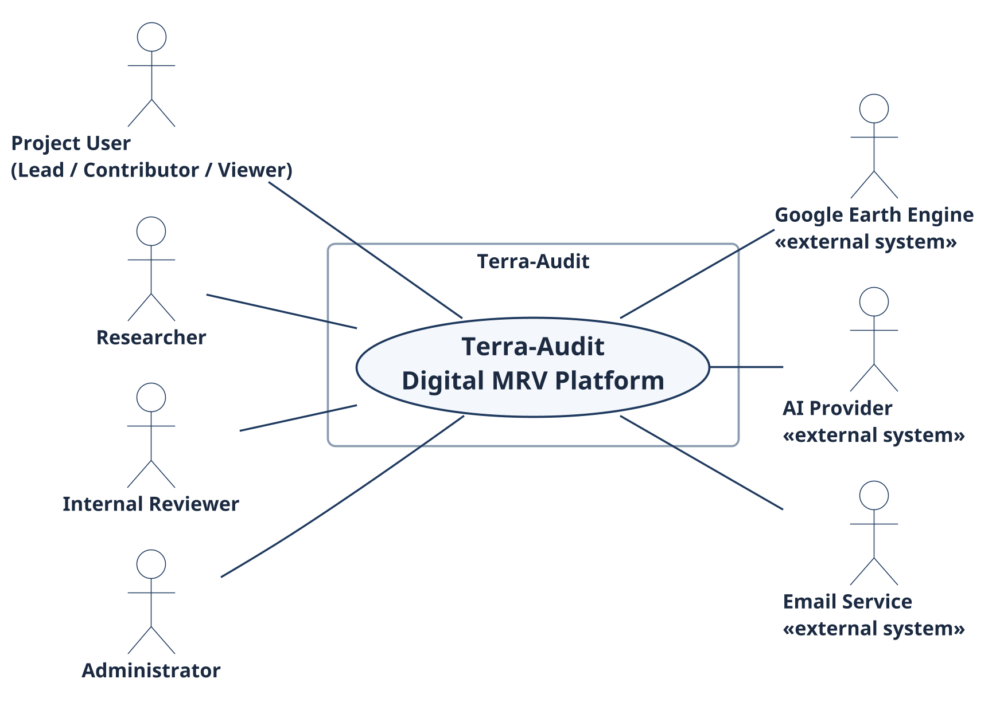 Project User
(Lead / Contributor / Viewer)
Researcher
Internal Reviewer
Administrator
Terra-Audit
Terra-Audit
Digital MRV Platform
Google Earth Engine
«external system»
AI Provider
«external system»
Email Service
«external system»